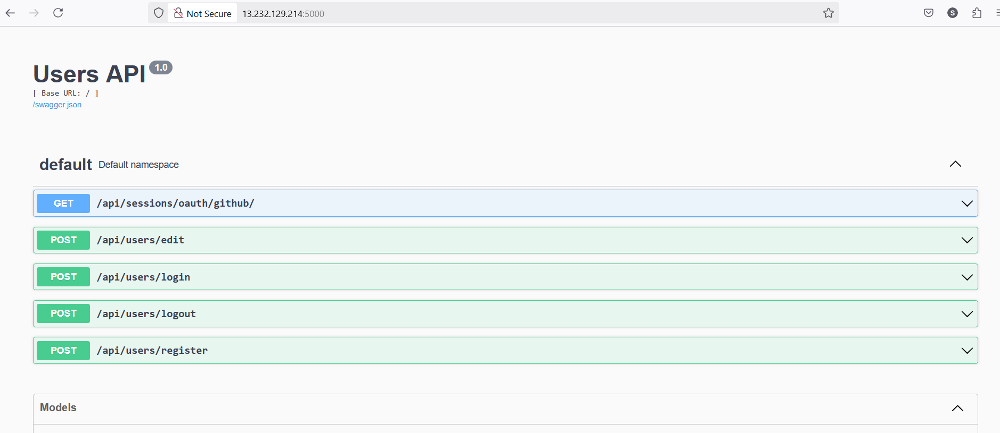 Not Secure 13.232.129.214:5000
S
Users API 1.0
[ Base URL: / ]
/swagger.json
default Default namespace
GET /api/sessions/oauth/github/
POST /api/users/edit
POST /api/users/login
POST /api/users/logout
POST /api/users/register
Models